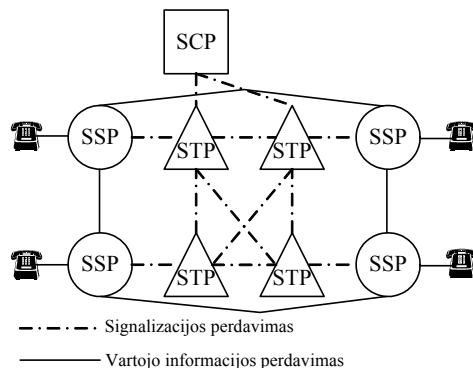 SCP
SSP STP STP SSP
SSP STP STP SSP
Signalizacijos perdavimas
Vartojo informacijos perdavimas